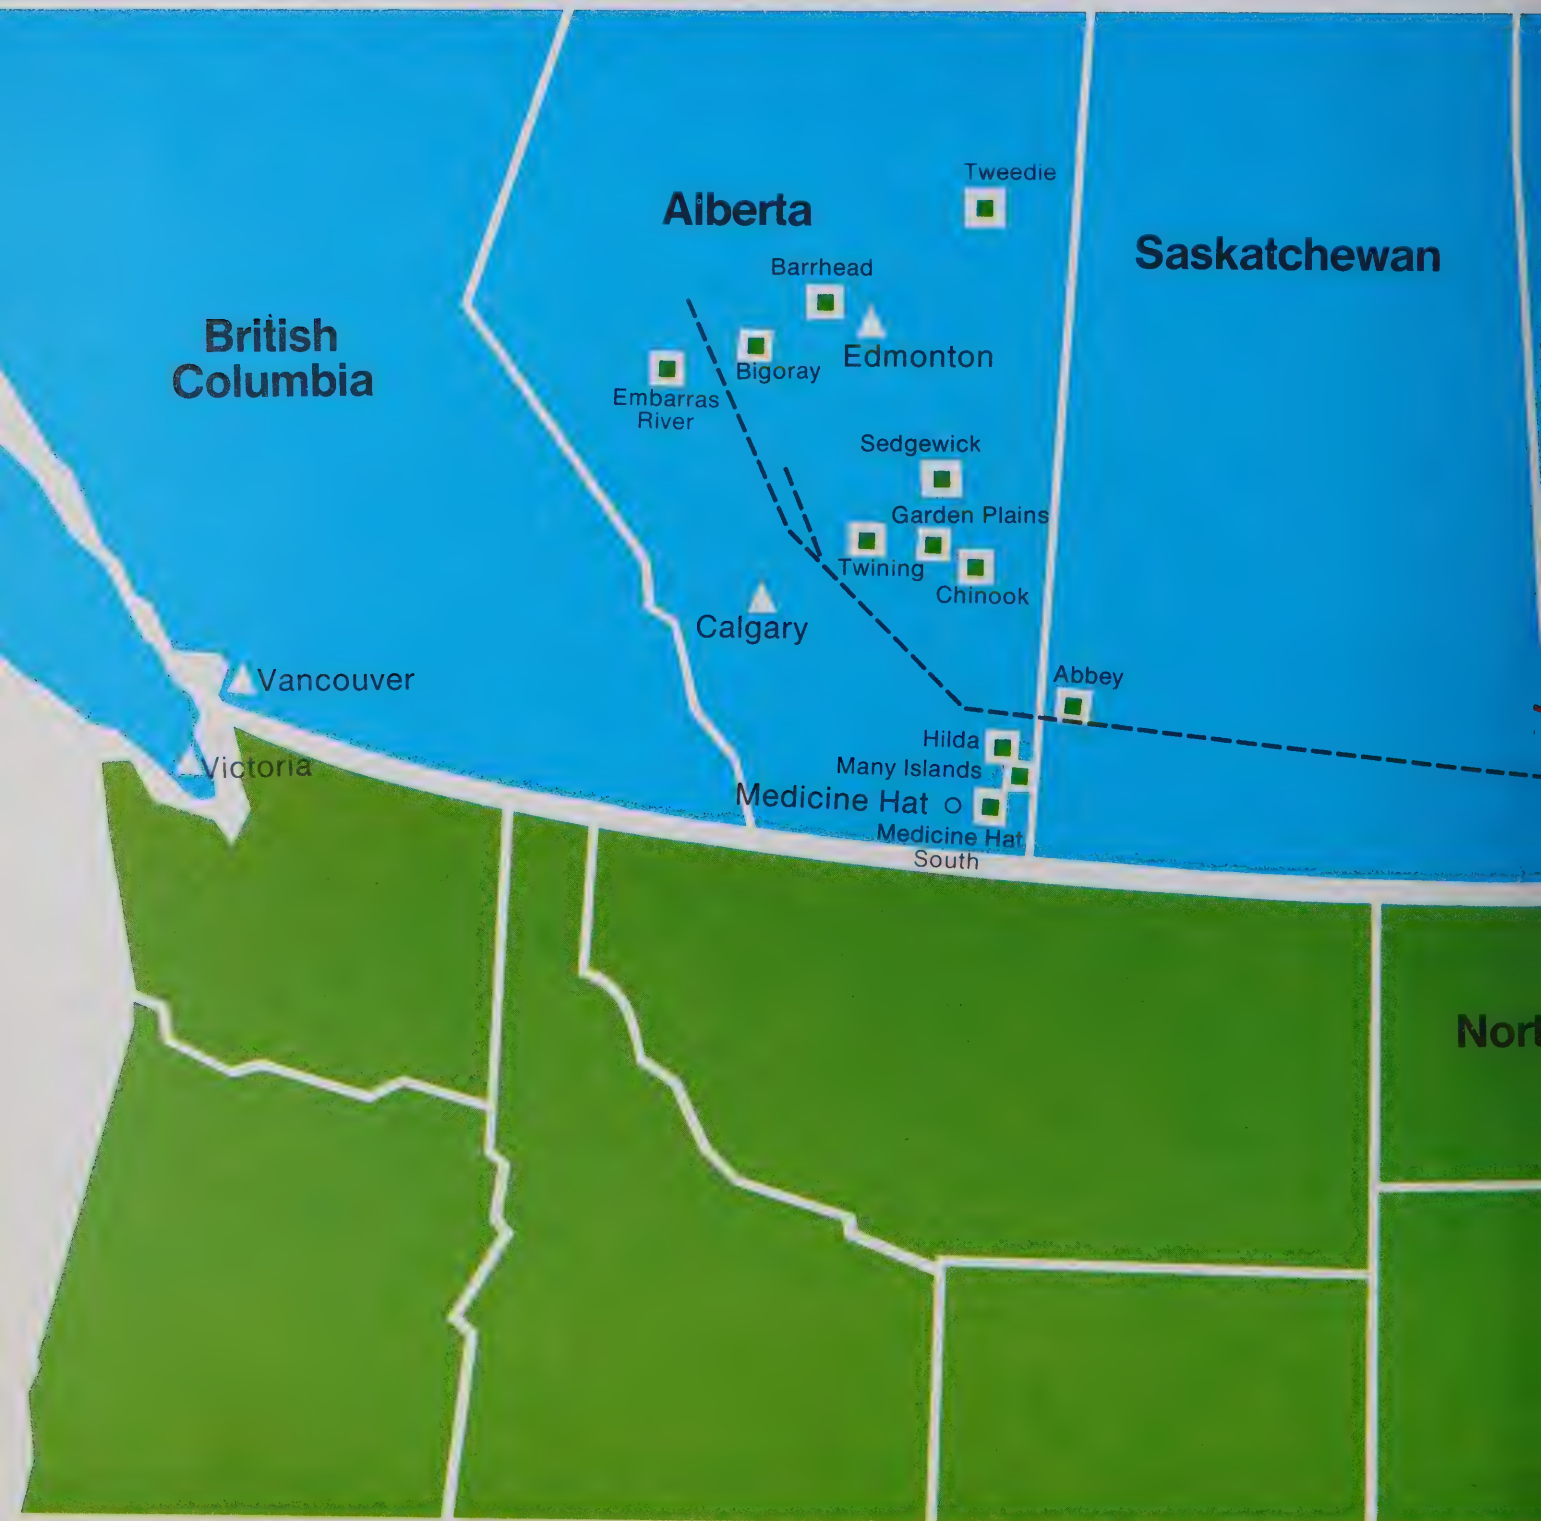 Tweedie
Alberta
Saskatchewan
Barrhead
British
Columbia
Edmonton
Bigoray
Embarras
River
Sedgewick
Garden Plains
Twining
Chinook
Calgary
Abbey
Vancouver
Hilda
Victoria
Many Islands
Medicine Hat
Medicine Hat
South
Nort